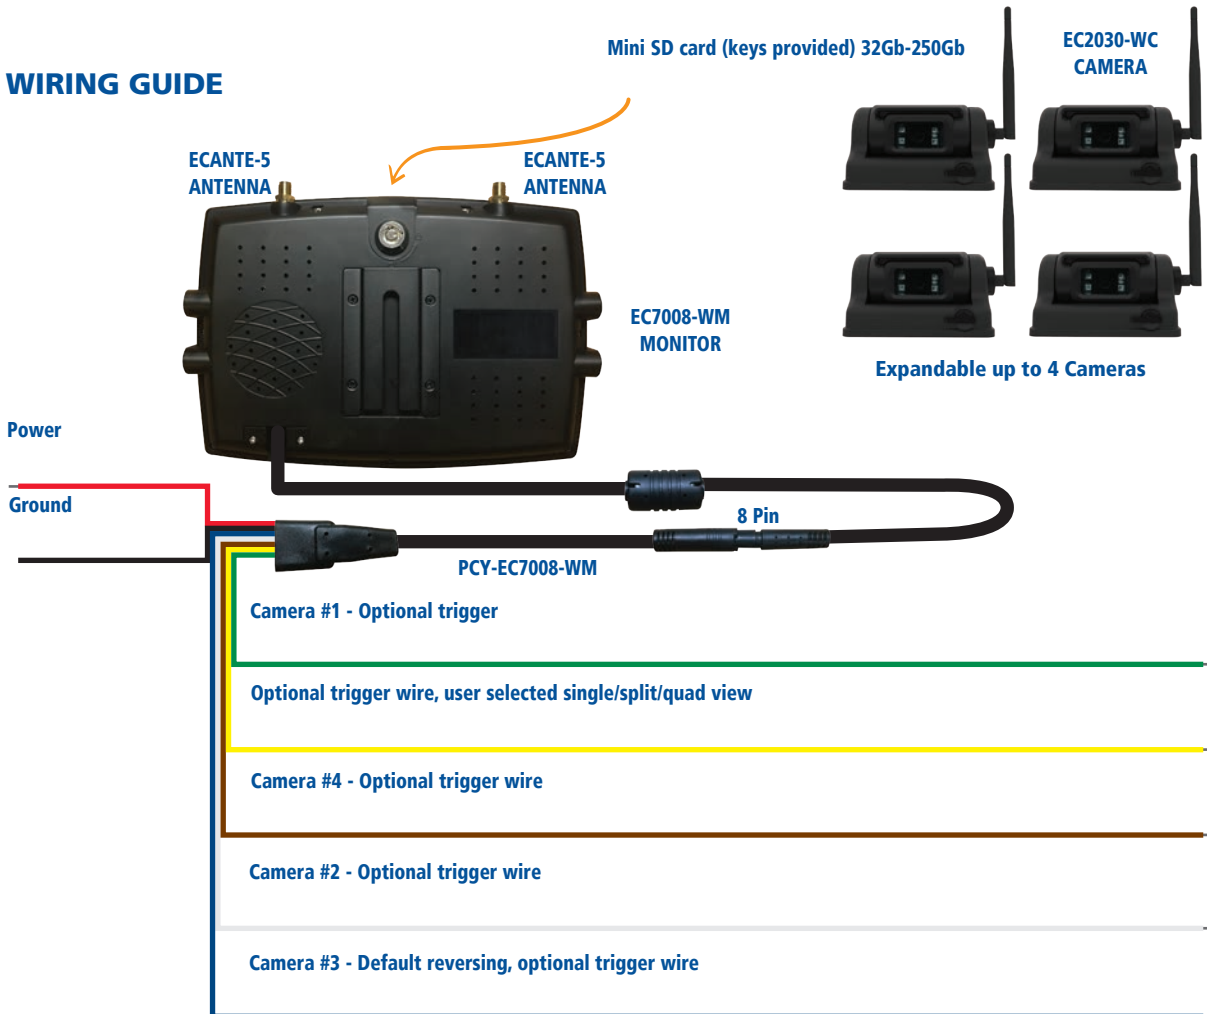 WIRING GUIDE
Mini SD card (keys provided) 32Gb-250Gb
EC2030-WC
CAMERA
ECANTE-5
ANTENNA
ECANTE-5
ANTENNA
EC7008-WM
MONITOR
Expandable up to 4 Cameras
Power
Ground
8 Pin
PCY-EC7008-WM
Camera #1 - Optional trigger
Optional trigger wire, user selected single/split/quad view
Camera #4 - Optional trigger wire
Camera #2 - Optional trigger wire
Camera #3 - Default reversing, optional trigger wire